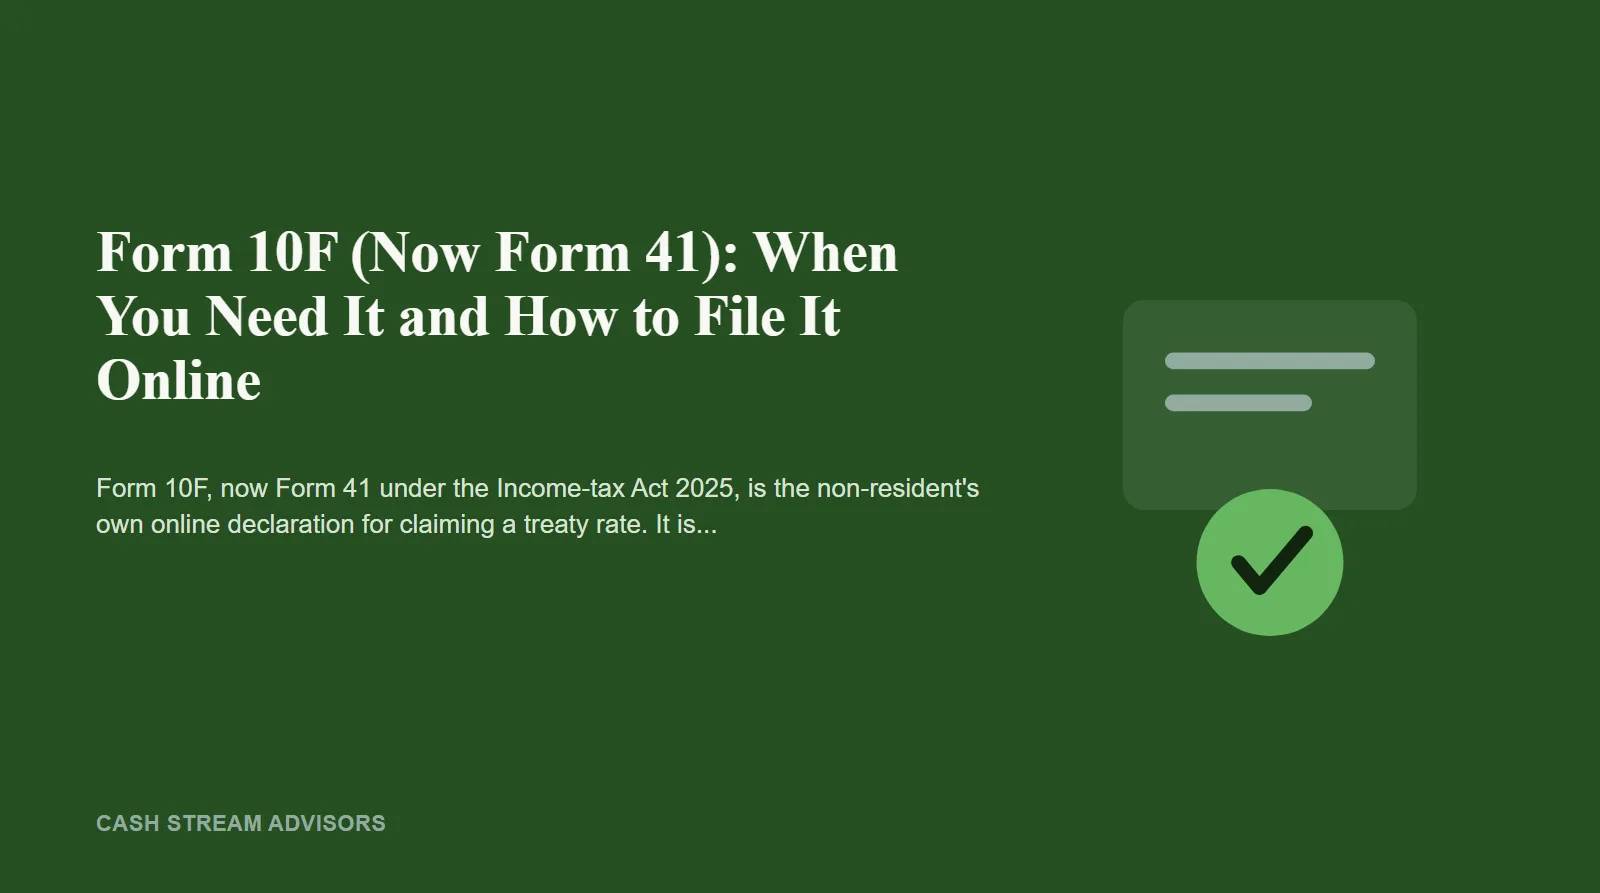 Form 10F (Now Form 41): When
You Need It and How to File It
Online
Form 10F, now Form 41 under the Income-tax Act 2025, is the non-resident's
own online declaration for claiming a treaty rate. It is...
CASH STREAM ADVISORS